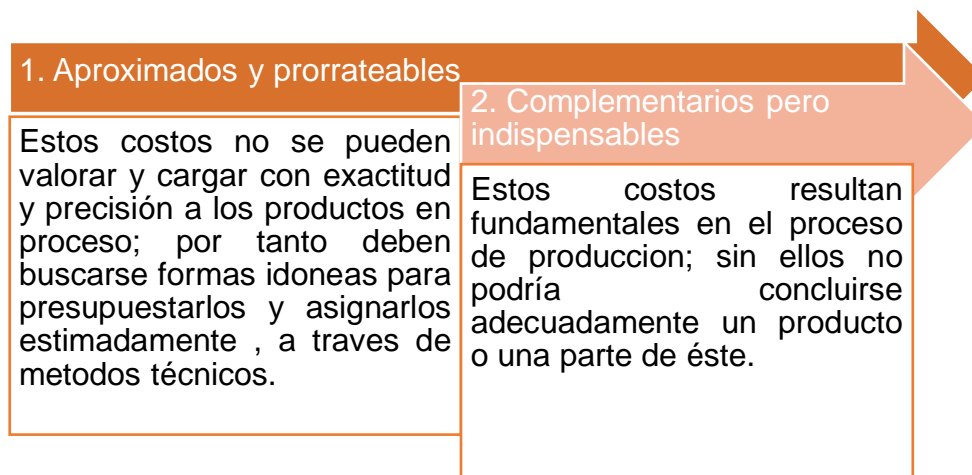 1. Aproximados y prorrateables
Estos costos no se pueden
valorar y cargar con exactitud
y precisión a los productos en
proceso; por tanto deben
buscarse formas idoneas para
presupuestarlos y asignarlos
estimadamente , a traves de
metodos técnicos.
2. Complementarios pero
indispensables
Estos costos resultan
fundamentales en el proceso
de produccion; sin ellos no
podría concluirse
adecuadamente un producto
o una parte de éste.